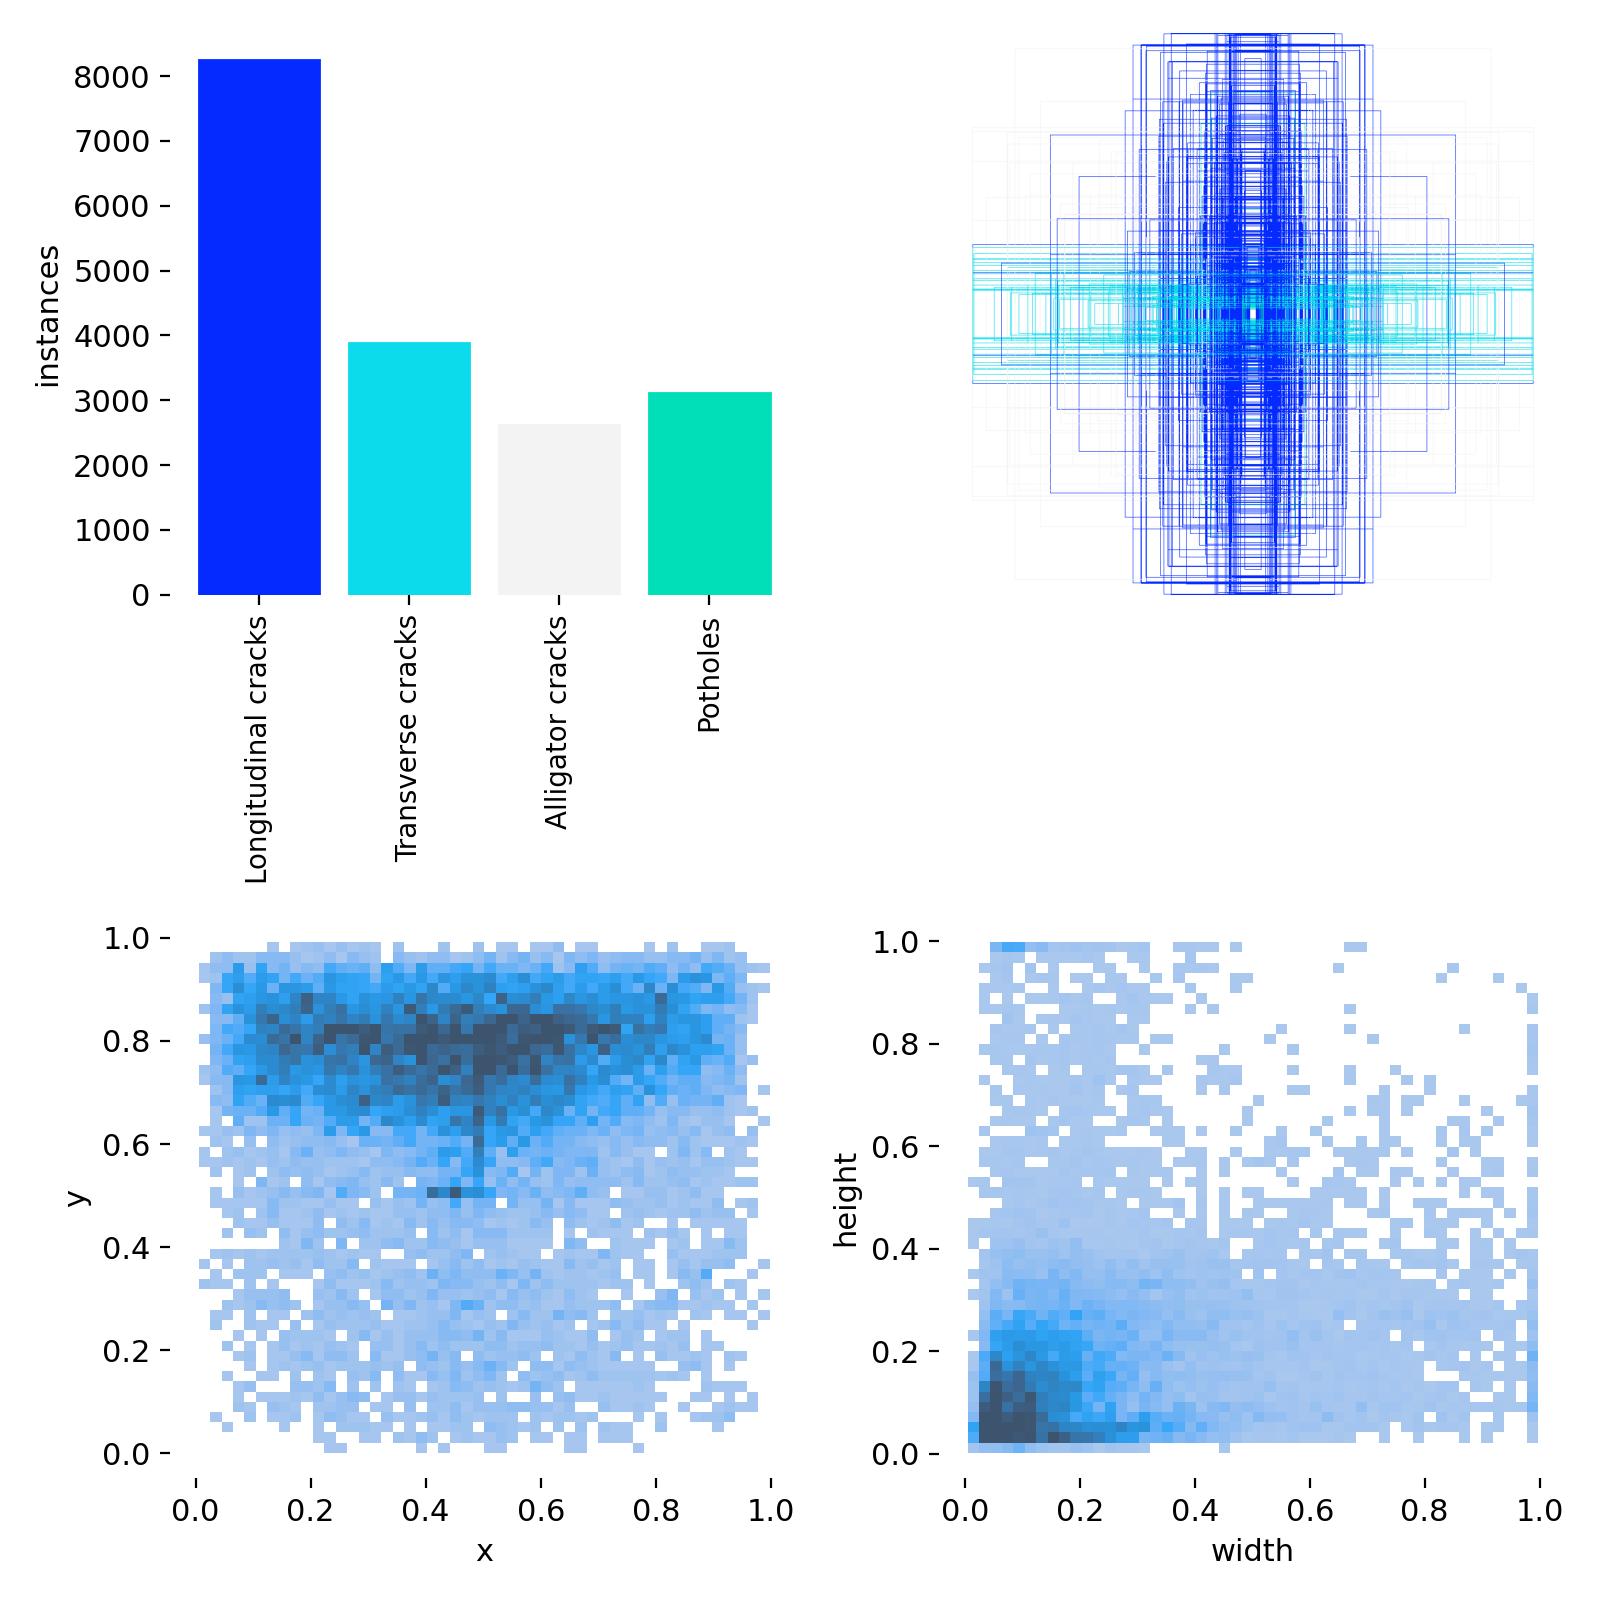 instances
8000
7000
6000
5000
4000
3000
2000
1000
0
Longitudinal cracks
Transverse cracks
Alligator cracks
Potholes
y
1.0
0.8
0.6
0.4
0.2
0.0
0.0 0.2 0.4 0.6 0.8 1.0
x
height
1.0
0.8
0.6
0.4
0.2
0.0
0.0 0.2 0.4 0.6 0.8 1.0
width